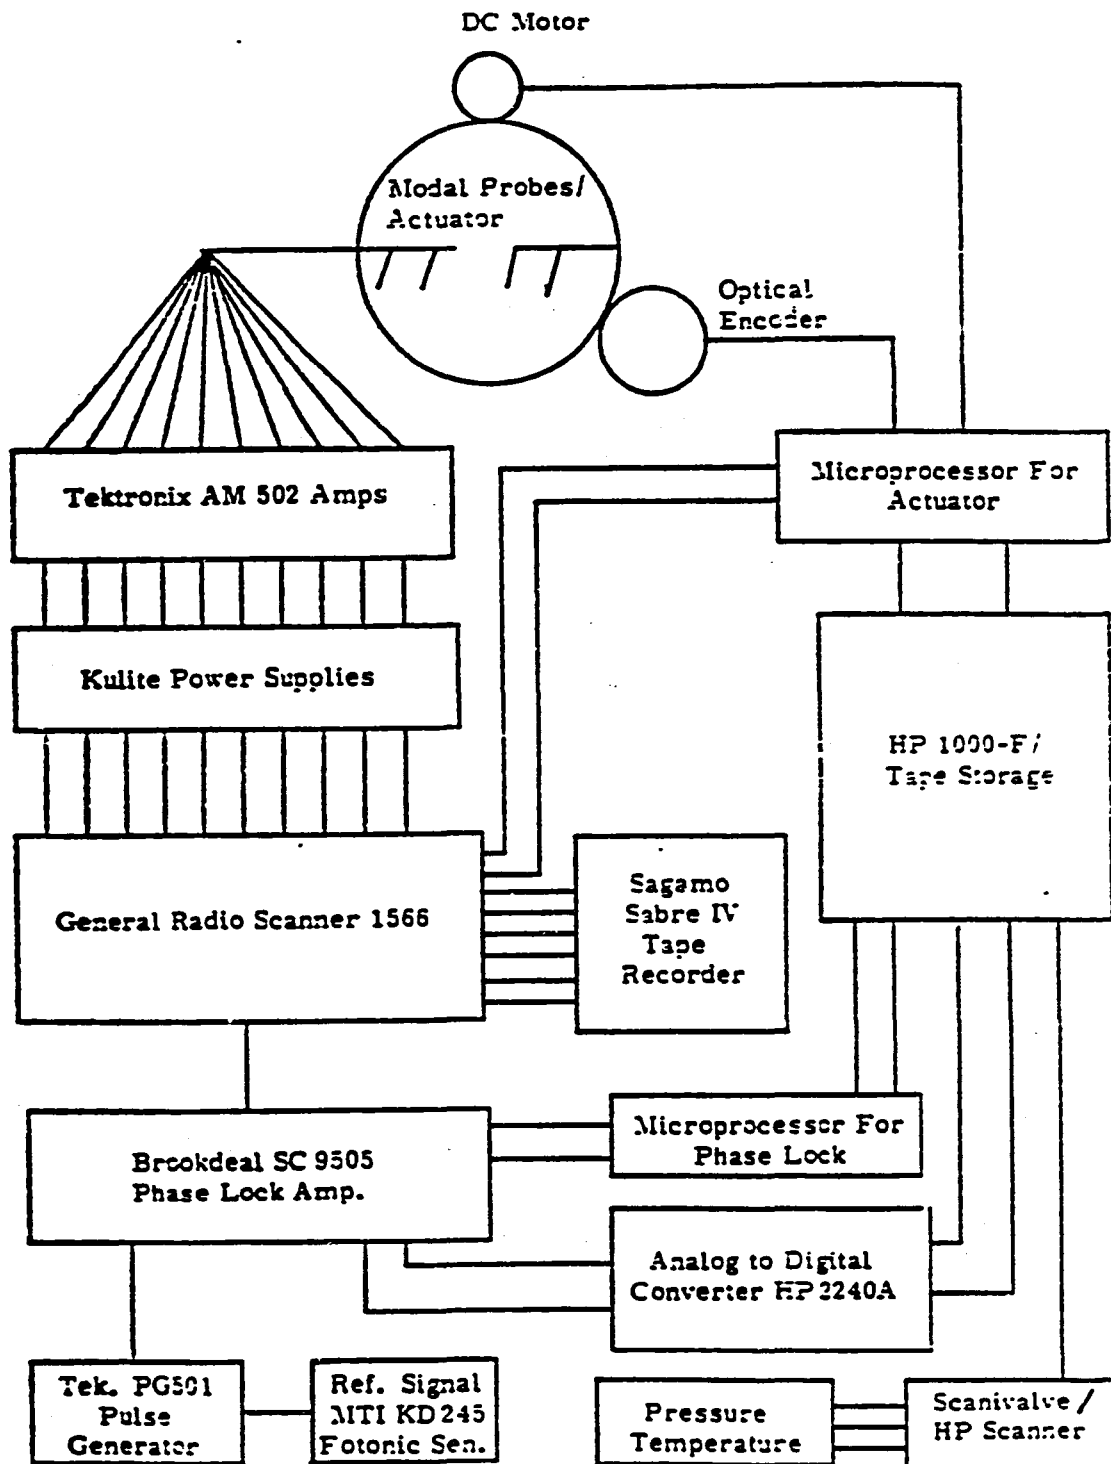 DC Motor
Modal Probes/
Actuator
Optical
Encoder
Tektronix AM 502 Amps
Microprocessor For
Actuator
Kulite Power Supplies
HP 1000-F/
Tape Storage
General Radio Scanner 1566
Sagamo
Sabre IV
Tape
Recorder
Brookdeal SC 9505
Phase Lock Amp.
Microprocessor For
Phase Lock
Analog to Digital
Converter HP 2240A
Tek. PG501
Pulse
Generator
Ref. Signal
MTI KD 245
Fotonic Sen.
Pressure
Temperature
Scanivalve/
HP Scanner